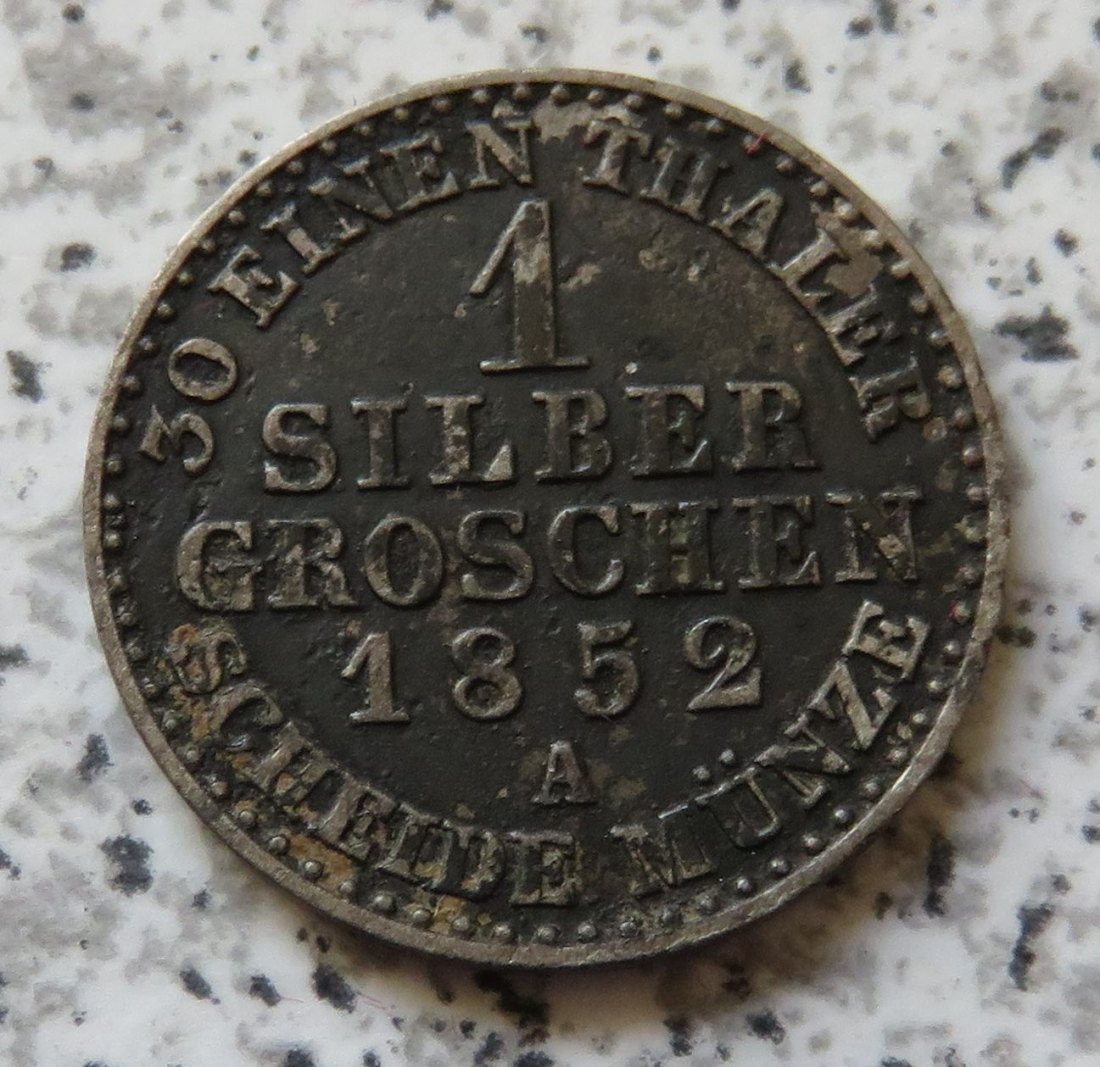 30 EINEN THALER
1
SILBER
GROSCHEN
1852
A
SCHEIDE MÜNZE